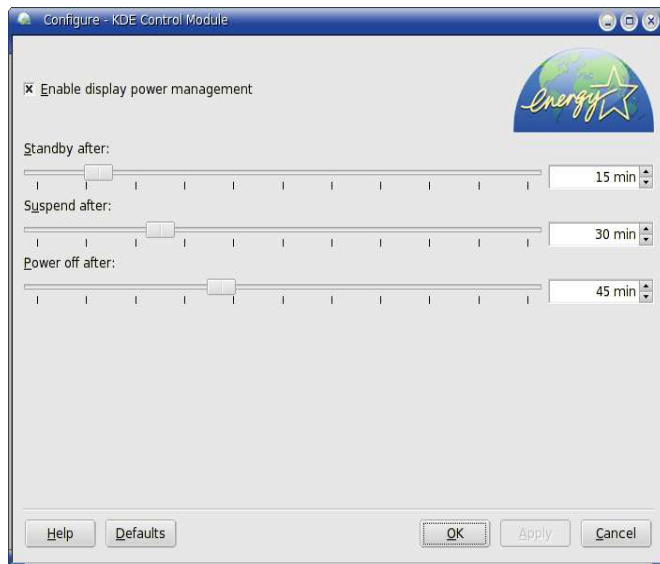 Configure - KDE Control Module
Enable display power management
energy
Standby after:
15 min
Suspend after:
30 min
Power off after:
45 min
Help Defaults OK Apply Cancel